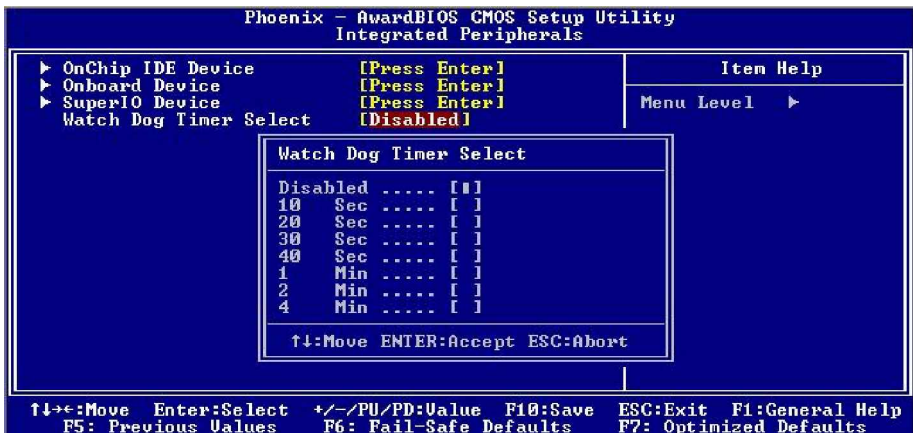 Phoenix - AwardBIOS CMOS Setup Utility
Integrated Peripherals
▶ OnChip IDE Device [Press Enter]
▶ Onboard Device [Press Enter]
▶ SuperIO Device [Press Enter]
Watch Dog Timer Select [Disabled]
Item Help
Menu Level ▶
Watch Dog Timer Select
Disabled ..... [■]
10 Sec ..... [ ]
20 Sec ..... [ ]
30 Sec ..... [ ]
40 Sec ..... [ ]
1 Min ..... [ ]
2 Min ..... [ ]
4 Min ..... [ ]
↑↓:Move ENTER:Accept ESC:Abort
↑↓→←:Move Enter:Select +/-/PU/PD:Value F10:Save ESC:Exit F1:General Help
F5: Previous Values F6: Fail-Safe Defaults F7: Optimized Defaults